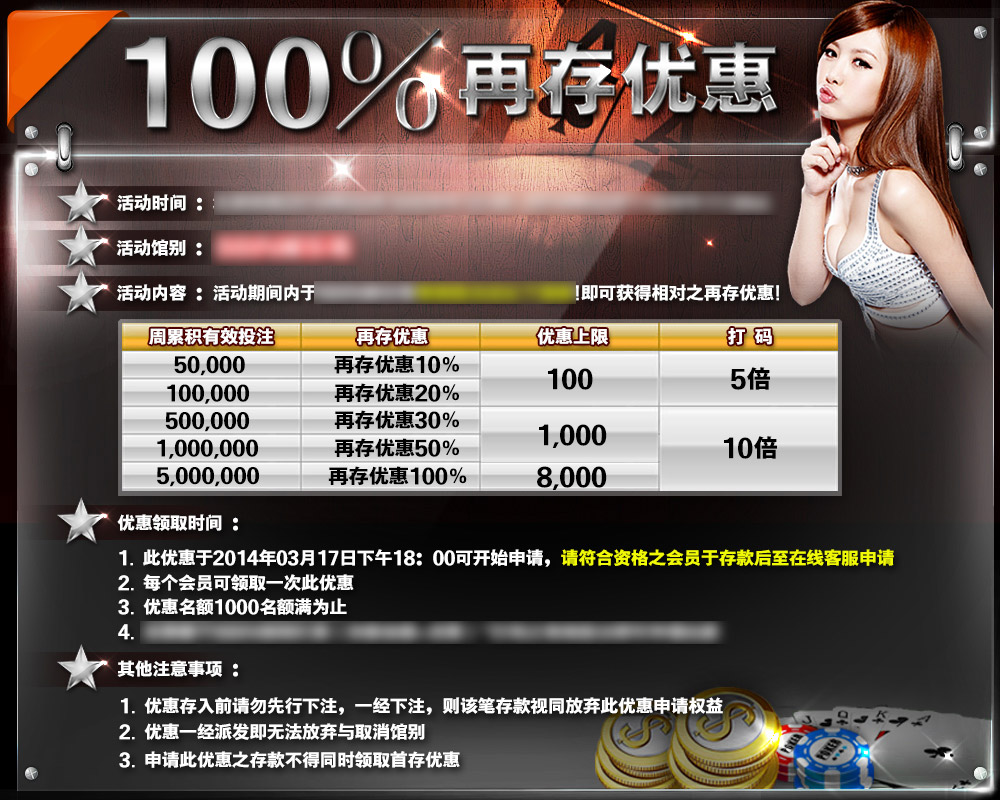 100%再存优惠
活动时间：
活动馆别：
活动内容：活动期间内于
!即可获得相对之再存优惠!
周累积有效投注 再存优惠 优惠上限 打 码
50,000 再存优惠10%
100 5倍
100,000 再存优惠20%
500,000 再存优惠30%
1,000
1,000,000 再存优惠50%
10倍
5,000,000 再存优惠100% 8,000
优惠领取时间：
1. 此优惠于2014年03月17日下午18：00可开始申请，请符合资格之会员于存款后至在线客服申请
2. 每个会员可领取一次此优惠
3. 优惠名额1000名额满为止
4.
其他注意事项：
1. 优惠存入前请勿先行下注，一经下注，则该笔存款视同放弃此优惠申请权益
2. 优惠一经派发即无法放弃与取消馆别
3. 申请此优惠之存款不得同时领取首存优惠
POKER
POKER